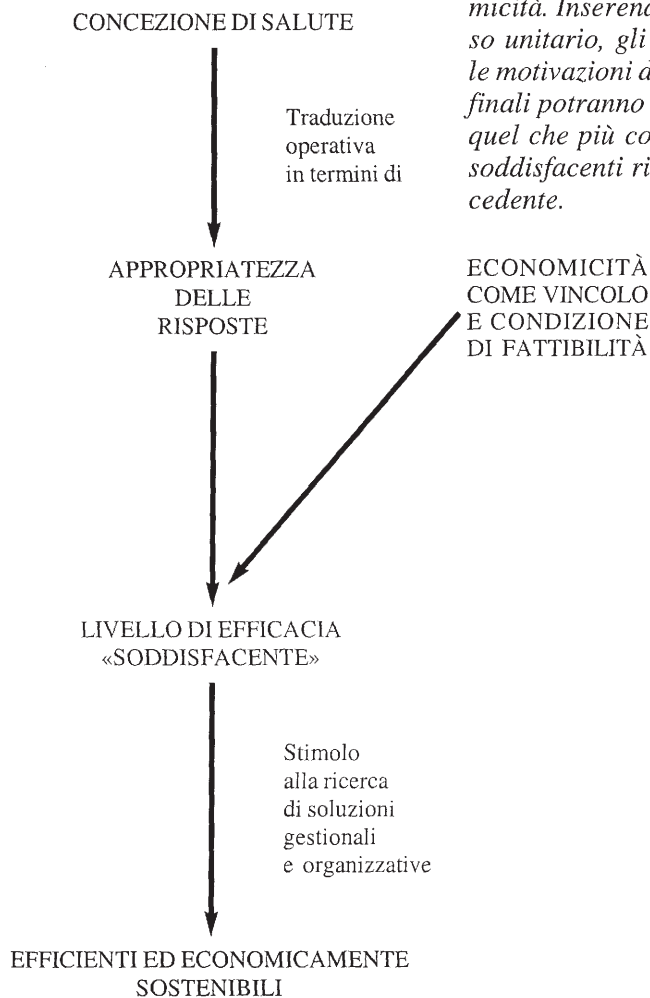 CONCEZIONE DI SALUTE
micità. Inserend
so unitario, gli
le motivazioni d
finali potranno
quel che più co
soddisfacenti ri
cedente.
Traduzione
operativa
in termini di
APPROPRIATEZZA
DELLE
RISPOSTE
ECONOMICITÀ
COME VINCOLO
E CONDIZIONE
DI FATTIBILITÀ
LIVELLO DI EFFICACIA
«SODDISFACENTE»
Stimolo
alla ricerca
di soluzioni
gestionali
e organizzative
EFFICIENTI ED ECONOMICAMENTE
SOSTENIBILI